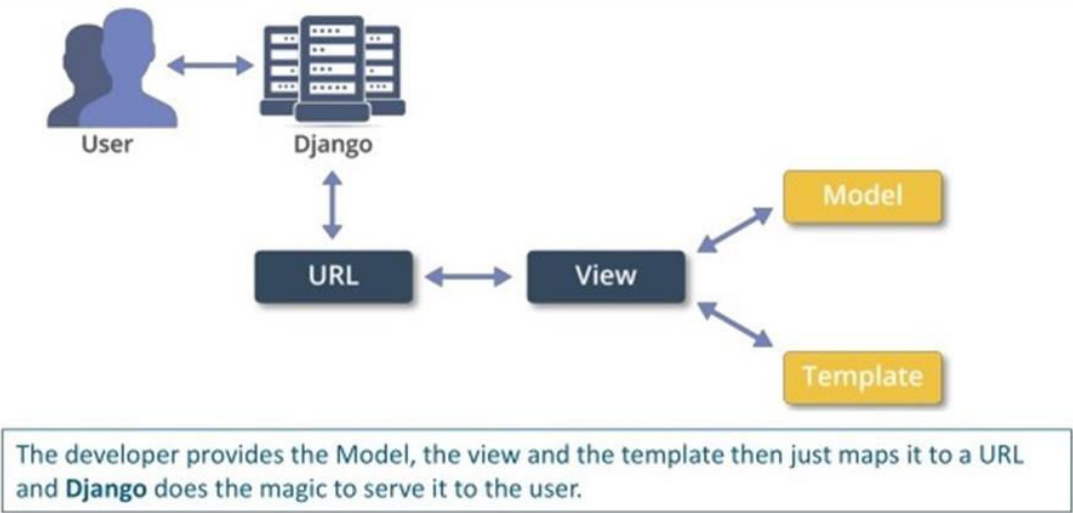 User
Django
Model
URL
View
Template
The developer provides the Model, the view and the template then just maps it to a URL
and Django does the magic to serve it to the user.